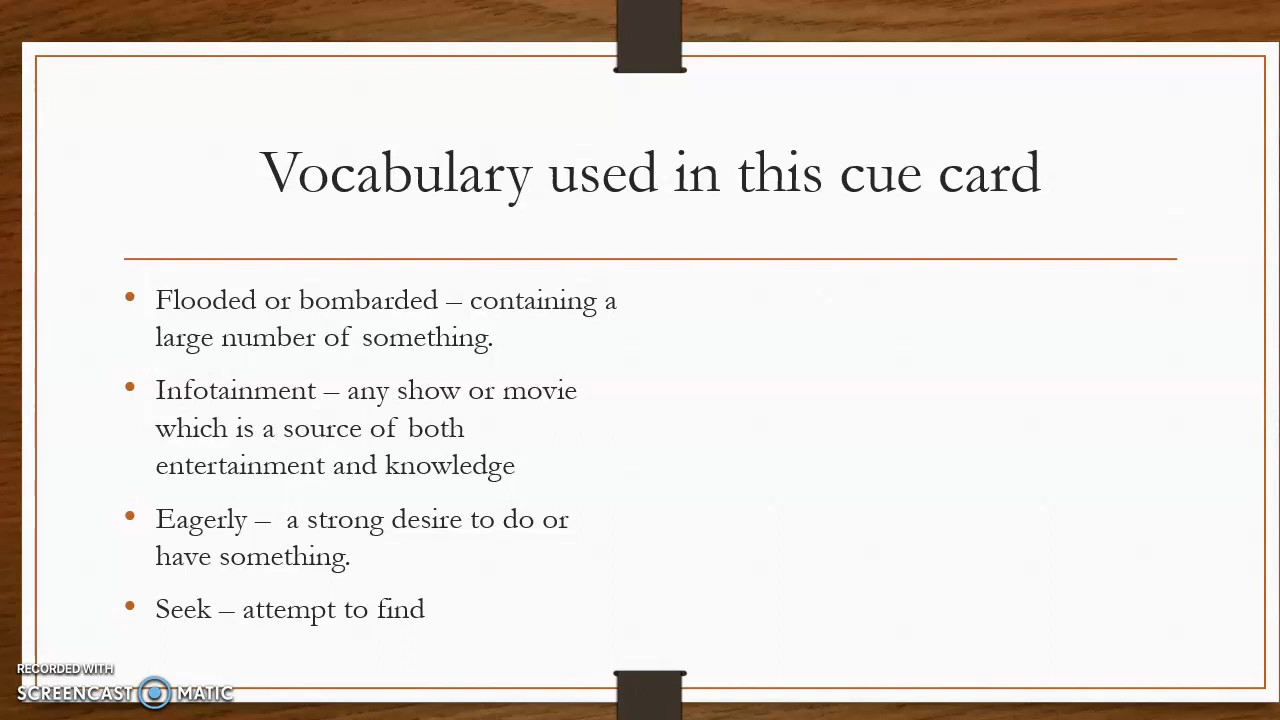 Vocabulary used in this cue card
• Flooded or bombarded – containing a
large number of something.
• Infotainment – any show or movie
which is a source of both
entertainment and knowledge
• Eagerly – a strong desire to do or
have something.
• Seek – attempt to find
RECORDED WITH
SCREENCAST MATIC